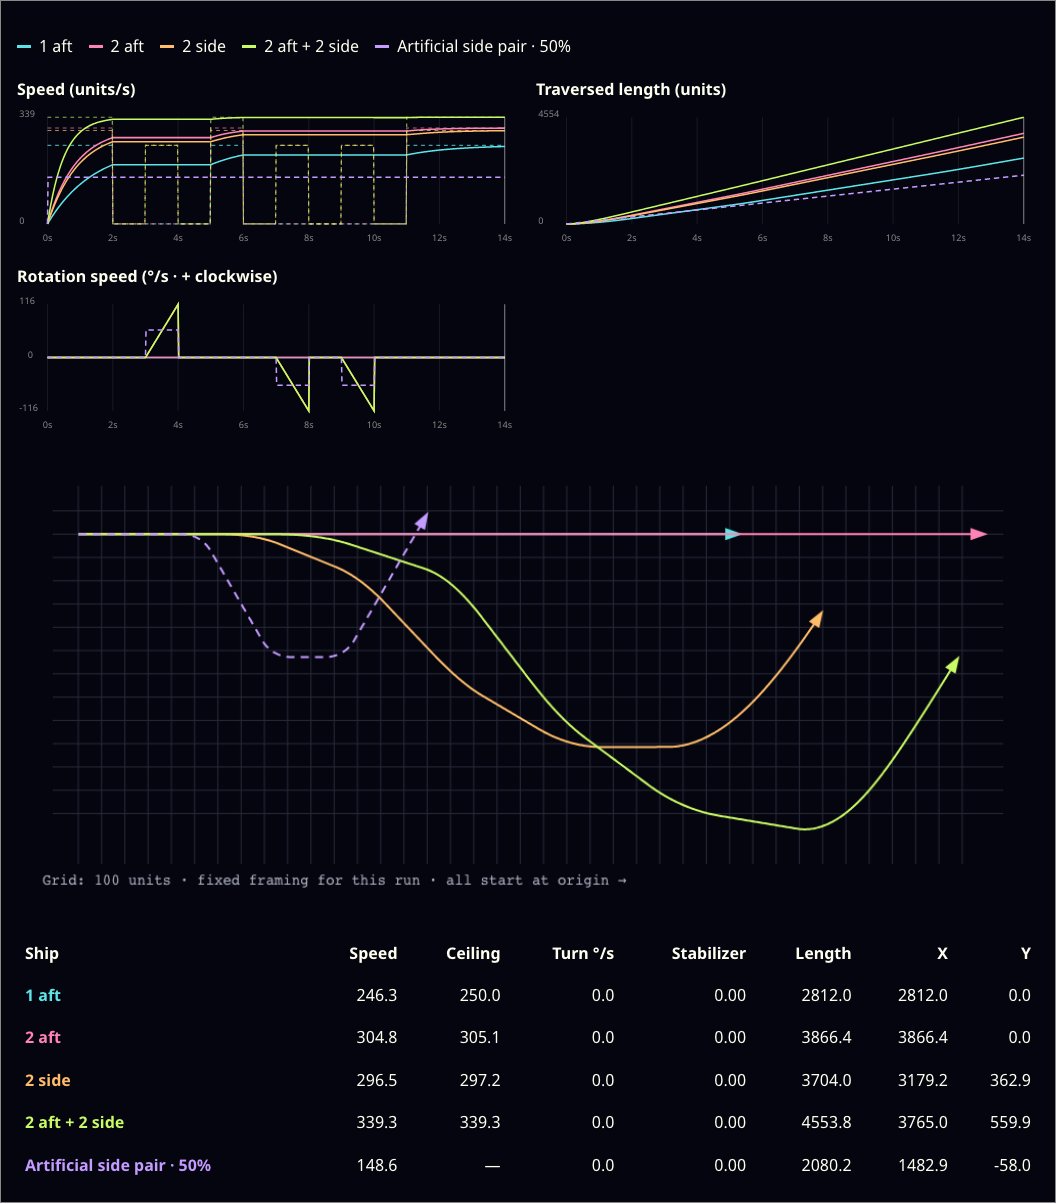 1 aft 2 aft 2 side 2 aft + 2 side Artificial side pair · 50%
Speed (units/s) Traversed length (units)
339 4554
0 0
0s 2s 4s 6s 8s 10s 12s 14s 0s 2s 4s 6s 8s 10s 12s 14s
Rotation speed (°/s · + clockwise)
116
0
-116
0s 2s 4s 6s 8s 10s 12s 14s
Grid: 100 units · fixed framing for this run · all start at origin →
Ship Speed Ceiling Turn °/s Stabilizer Length X Y
1 aft 246.3 250.0 0.0 0.00 2812.0 2812.0 0.0
2 aft 304.8 305.1 0.0 0.00 3866.4 3866.4 0.0
2 side 296.5 297.2 0.0 0.00 3704.0 3179.2 362.9
2 aft + 2 side 339.3 339.3 0.0 0.00 4553.8 3765.0 559.9
Artificial side pair · 50% 148.6 — 0.0 0.00 2080.2 1482.9 -58.0